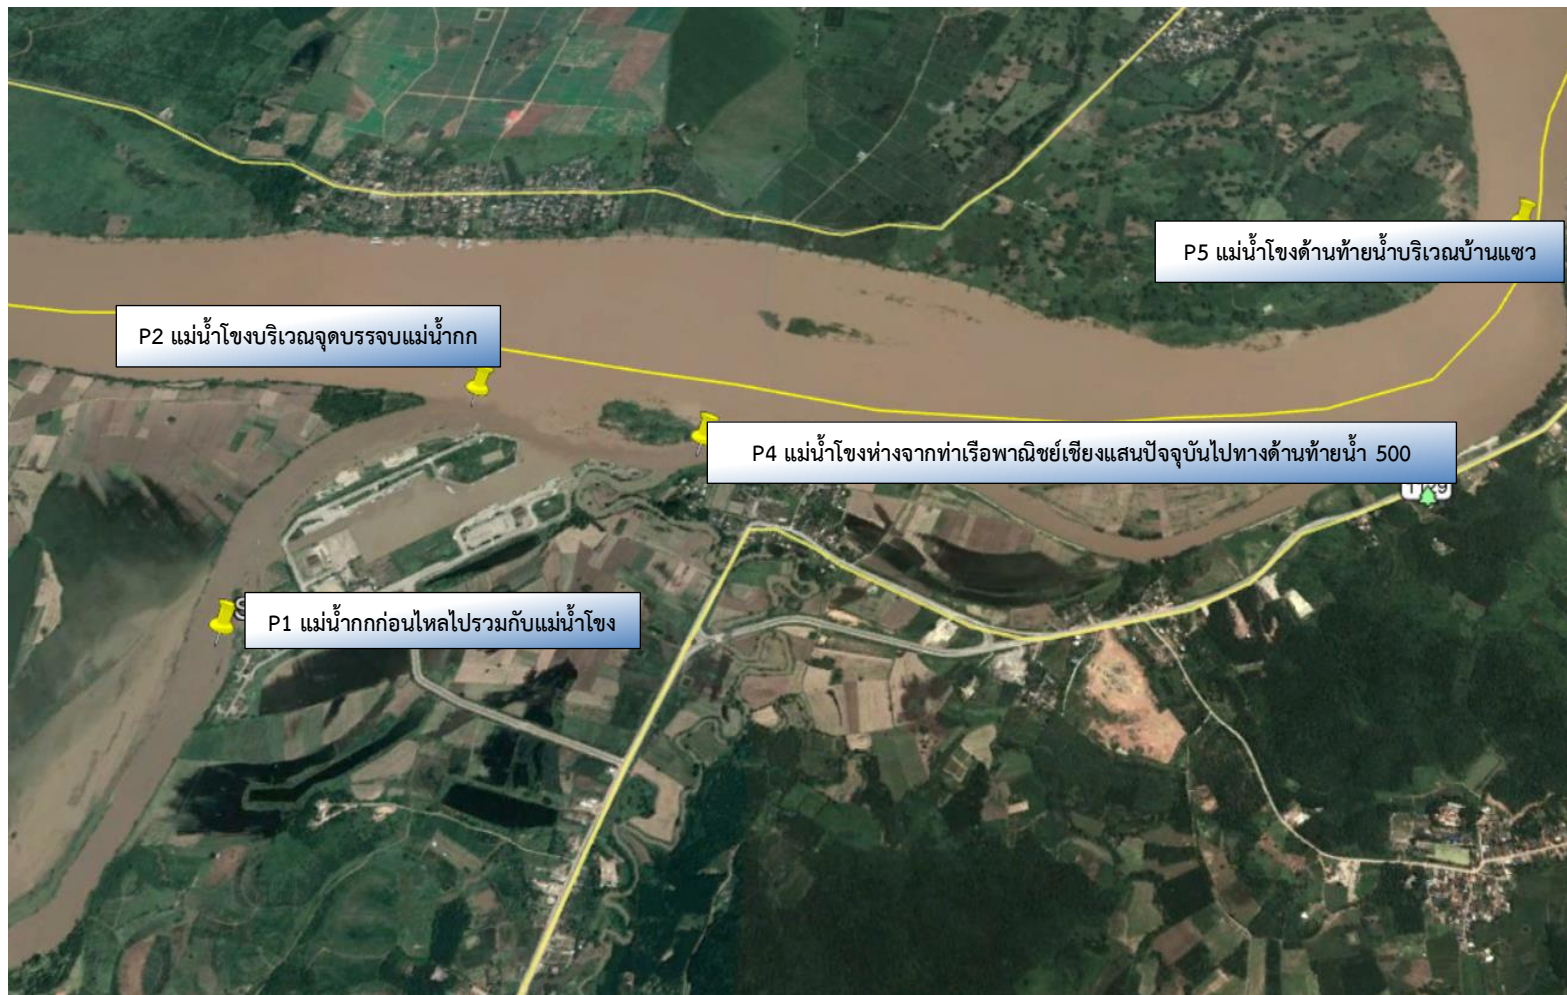 P5 แม่น้ำโขงด้านท้ายน้ำบริเวณบ้านแซว
P2 แม่น้ำโขงบริเวณจุดบรรจบแม่น้ำกก
P4 แม่น้ำโขงห่างจากท่าเรือพาณิชย์เชียงแสนปัจจุบันไปทางด้านท้ายน้ำ 500
P1 แม่น้ำกกก่อนไหลไปรวมกับแม่น้ำโขง